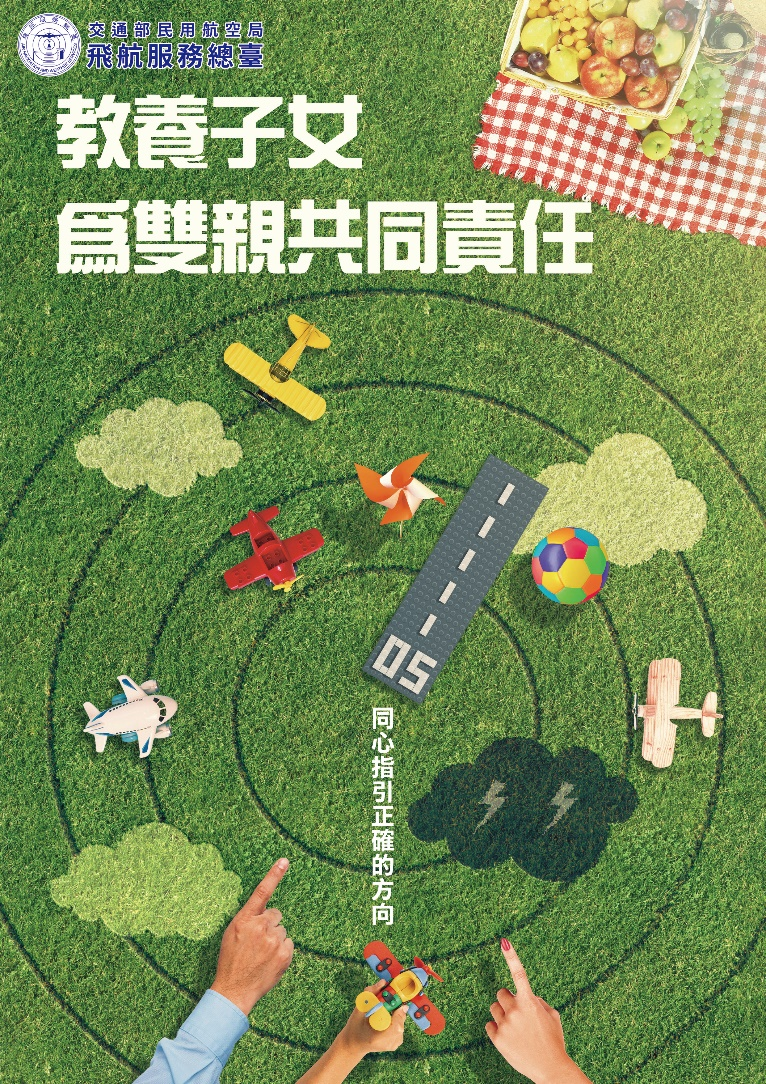 交通部民用航空局
飛航服務總臺
教養子女
為雙親共同責任
05
同心指引正確的方向